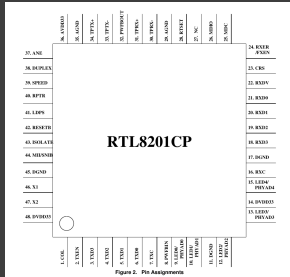 36. AVDD33
35. AGND
34. TPTX+
33. TPTX-
32. PWFBOUT
31. TPRX+
30. TPRX-
29. AGND
28. RTSET
27. NC
26. MDIO
25. MDC
37. ANE
38. DUPLEX
39. SPEED
40. RPTR
41. LDPS
42. RESETB
43. ISOLATE
44. MII/SNIB
45. DGND
46. X1
47. X2
48. DVDD33
RTL8201CP
24. RXER
/FXEN
23. CRS
22. RXDV
21. RXD0
20. RXD1
19. RXD2
18. RXD3
17. DGND
16. RXC
15. LED4/
PHYAD4
14. DVDD33
13. LED3/
PHYAD3
1. COL
2. TXEN
3. TXD3
4. TXD2
5. TXD1
6. TXD0
7. TXC
8. PWFBIN
9. LED0/
PHYAD0
10. LED1/
PHYAD1
11. DGND
12. LED2/
PHYAD2
Figure 2. Pin Assignments